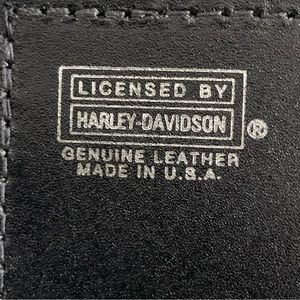 LICENSED BY
HARLEY-DAVIDSON ®
GENUINE LEATHER
MADE IN U.S.A.